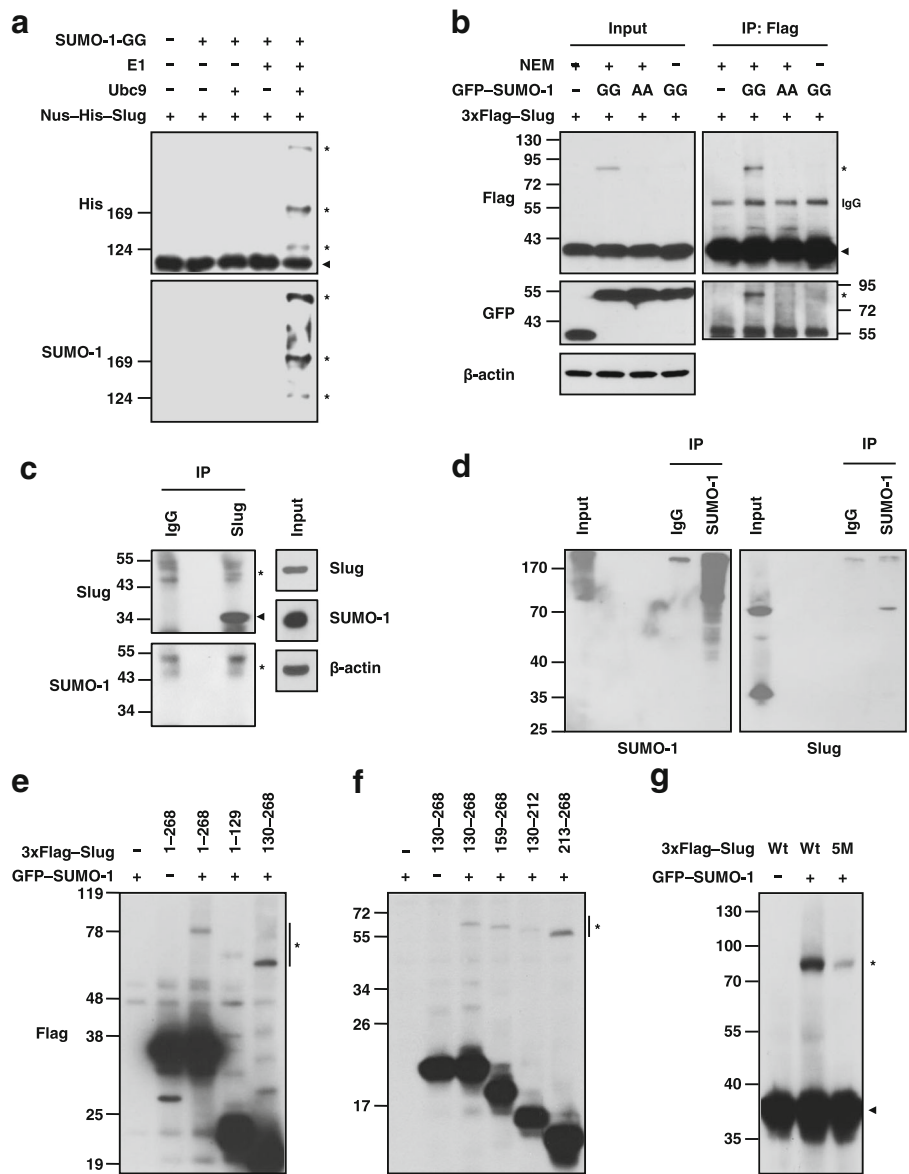 a
SUMO-1-GG – + + + +
E1 – – – + +
Ubc9 – – + – +
Nus–His–Slug + + + + +
His
169
124
*
*
*
◄
SUMO-1
169
124
*
*
*
b
Input
IP: Flag
NEM + + + – + + + –
GFP–SUMO-1 – GG AA GG – GG AA GG
3xFlag–Slug + + + + + + + +
Flag
130
95
72
55
43
*
IgG
◄
GFP
55
43
95
72
55
*
β-actin
c
IP
IgG
Slug
Input
Slug
55
43
34
*
◄
SUMO-1
55
43
34
*
Slug
SUMO-1
β-actin
d
IP
Input
IgG
SUMO-1
IP
Input
IgG
SUMO-1
170
70
40
35
25
SUMO-1
Slug
e
3xFlag–Slug – 1–268 1–268 1–129 130–268
GFP–SUMO-1 + – + + +
Flag
119
78
48
38
25
19
*
f
– 130–268 130–268 159–268 130–212 213–268
+ – + + + +
72
55
34
26
17
*
g
3xFlag–Slug Wt Wt 5M
GFP–SUMO-1 – + +
130
100
70
55
40
35
*
◄